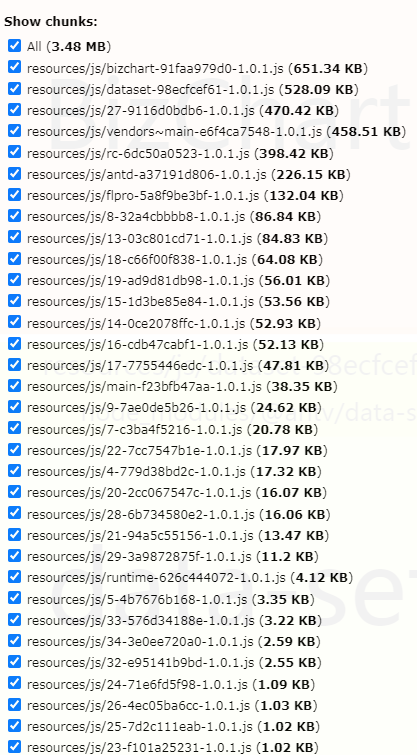 Show chunks:
All (3.48 MB)
resources/js/bizchart-91faa979d0-1.0.1.js (651.34 KB)
resources/js/dataset-98ecfcef61-1.0.1.js (528.09 KB)
resources/js/27-9116d0bdb6-1.0.1.js (470.42 KB)
resources/js/vendors~main-e6f4ca7548-1.0.1.js (458.51 KB)
resources/js/rc-6dc50a0523-1.0.1.js (398.42 KB)
resources/js/antd-a37191d806-1.0.1.js (226.15 KB)
resources/js/flpro-5a8f9be3bf-1.0.1.js (132.04 KB)
resources/js/8-32a4cbbbb8-1.0.1.js (86.84 KB)
resources/js/13-03c801cd71-1.0.1.js (84.83 KB)
resources/js/18-c66f00f838-1.0.1.js (64.08 KB)
resources/js/19-ad9d81db98-1.0.1.js (56.01 KB)
resources/js/15-1d3be85e84-1.0.1.js (53.56 KB)
resources/js/14-0ce2078ffc-1.0.1.js (52.93 KB)
resources/js/16-cdb47cabf1-1.0.1.js (52.13 KB)
resources/js/17-7755446edc-1.0.1.js (47.81 KB)
resources/js/main-f23bfb47aa-1.0.1.js (38.35 KB)
resources/js/9-7ae0de5b26-1.0.1.js (24.62 KB)
resources/js/7-c3ba4f5216-1.0.1.js (20.78 KB)
resources/js/22-7cc7547b1e-1.0.1.js (17.97 KB)
resources/js/4-779d38bd2c-1.0.1.js (17.32 KB)
resources/js/20-2cc067547c-1.0.1.js (16.07 KB)
resources/js/28-6b734580e2-1.0.1.js (16.06 KB)
resources/js/21-94a5c55156-1.0.1.js (13.47 KB)
resources/js/29-3a9872875f-1.0.1.js (11.2 KB)
resources/js/runtime-626c444072-1.0.1.js (4.12 KB)
resources/js/5-4b7676b168-1.0.1.js (3.35 KB)
resources/js/33-576d34188e-1.0.1.js (3.22 KB)
resources/js/34-3e0ee720a0-1.0.1.js (2.59 KB)
resources/js/32-e95141b9bd-1.0.1.js (2.55 KB)
resources/js/24-71e6fd5f98-1.0.1.js (1.09 KB)
resources/js/26-4ec05ba6cc-1.0.1.js (1.03 KB)
resources/js/25-7d2c111eab-1.0.1.js (1.02 KB)
resources/js/23-f101a25231-1.0.1.js (1.02 KB)
BizChart
data-set